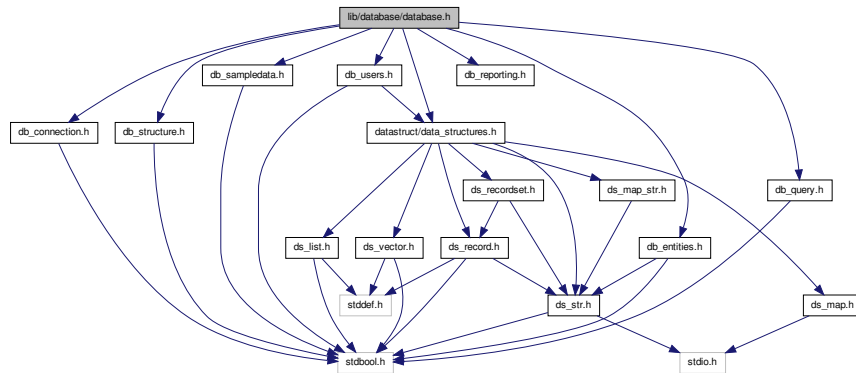 lib/database/database.h
db_sampledata.h
db_users.h
db_reporting.h
db_connection.h
db_structure.h
datastruct/data_structures.h
ds_recordset.h
ds_map_str.h
db_query.h
ds_list.h
ds_vector.h
ds_record.h
db_entities.h
stddef.h
ds_str.h
ds_map.h
stdbool.h
stdio.h